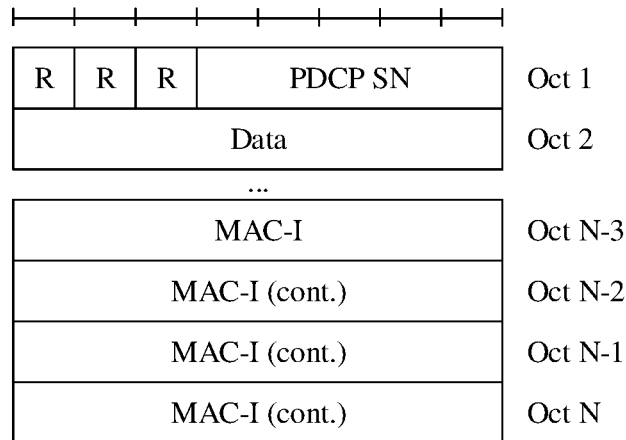 R R R PDCP SN Oct 1
Data Oct 2
...
MAC-I Oct N-3
MAC-I (cont.) Oct N-2
MAC-I (cont.) Oct N-1
MAC-I (cont.) Oct N